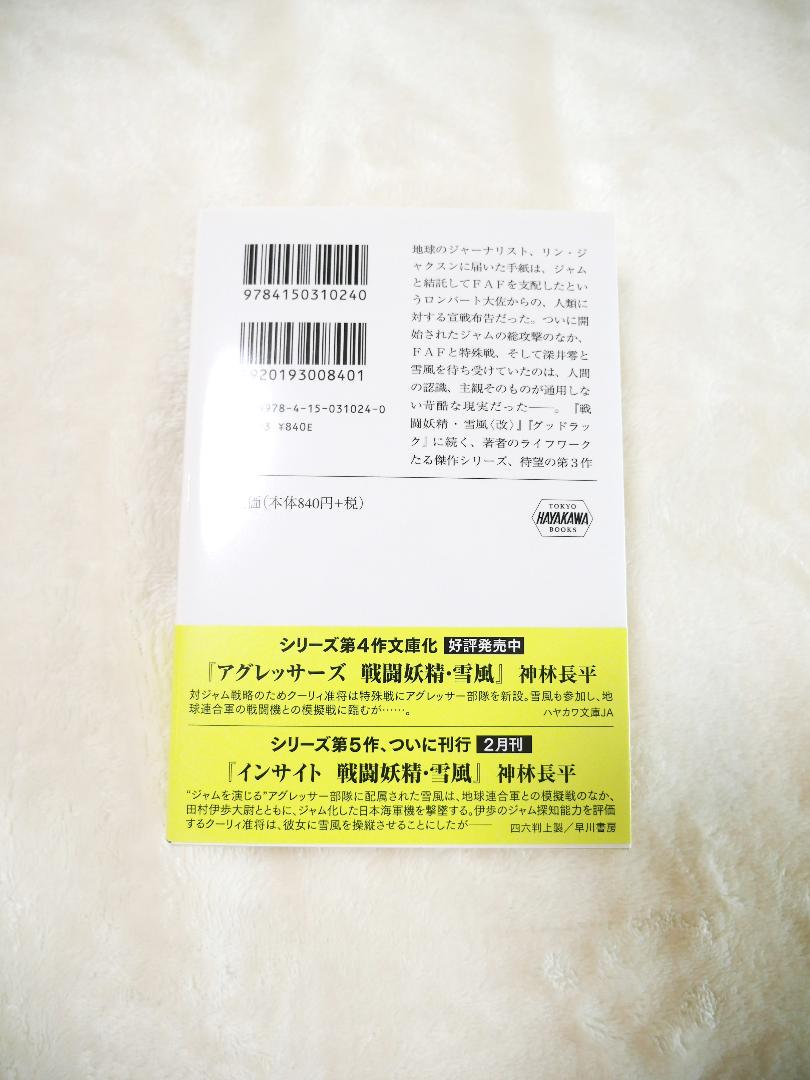 9784150310240
920193008401
978-4-15-031024-0
3 ¥840E
価(本体840円+税)
地球のジャーナリスト、リン・ジ
ャクスンに届いた手紙は、ジャム
と結託してＦＡＦを支配したとい
うロンバート大佐からの、人類に
対する宣戦布告だった。ついに開
始されたジャムの総攻撃のなか、
ＦＡＦと特殊戦、そして深井零と
雪風を待ち受けていたのは、人間
の認識、主観そのものが通用しな
い苛酷な現実だった――。『戦
闘妖精・雪風〈改〉』『グッドラッ
ク』に続く、著者のライフワーク
たる傑作シリーズ、待望の第３作
TOKYO
HAYAKAWA
BOOKS
シリーズ第4作文庫化 好評発売中
『アグレッサーズ 戦闘妖精・雪風』 神林長平
対ジャム戦略のためクーリィ准将は特殊戦にアグレッサー部隊を新設。雪風も参加し、地
球連合軍の戦闘機との模擬戦に臨むが……。 ハヤカワ文庫JA
シリーズ第5作、ついに刊行 2月刊
『インサイト 戦闘妖精・雪風』 神林長平
“ジャムを演じる”アグレッサー部隊に配属された雪風は、地球連合軍との模擬戦のなか、
田村伊歩大尉とともに、ジャム化した日本海軍機を撃墜する。伊歩のジャム探知能力を評価
するクーリィ准将は、彼女に雪風を操縦させることにしたが―― 四六判上製／早川書房